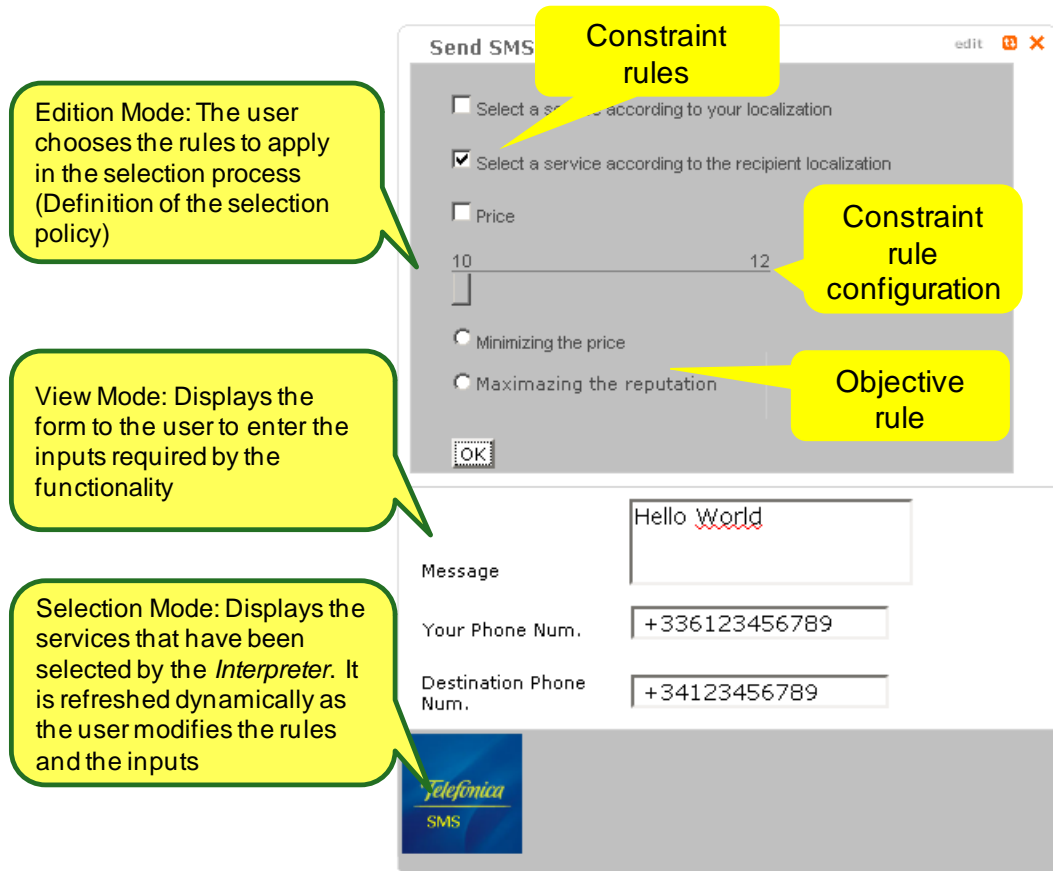 Send SMS
edit
Constraint
rules
Edition Mode: The user
chooses the rules to apply
in the selection process
(Definition of the selection
policy)
Select a service according to your localization
Select a service according to the recipient localization
Price
10 12
Constraint
rule
configuration
Minimizing the price
Maximazing the reputation
Objective
rule
OK
View Mode: Displays the
form to the user to enter the
inputs required by the
functionality
Message
Hello World
Your Phone Num.
+336123456789
Destination Phone
Num.
+34123456789
Selection Mode: Displays the
services that have been
selected by the Interpreter. It
is refreshed dynamically as
the user modifies the rules
and the inputs
Telefónica
SMS